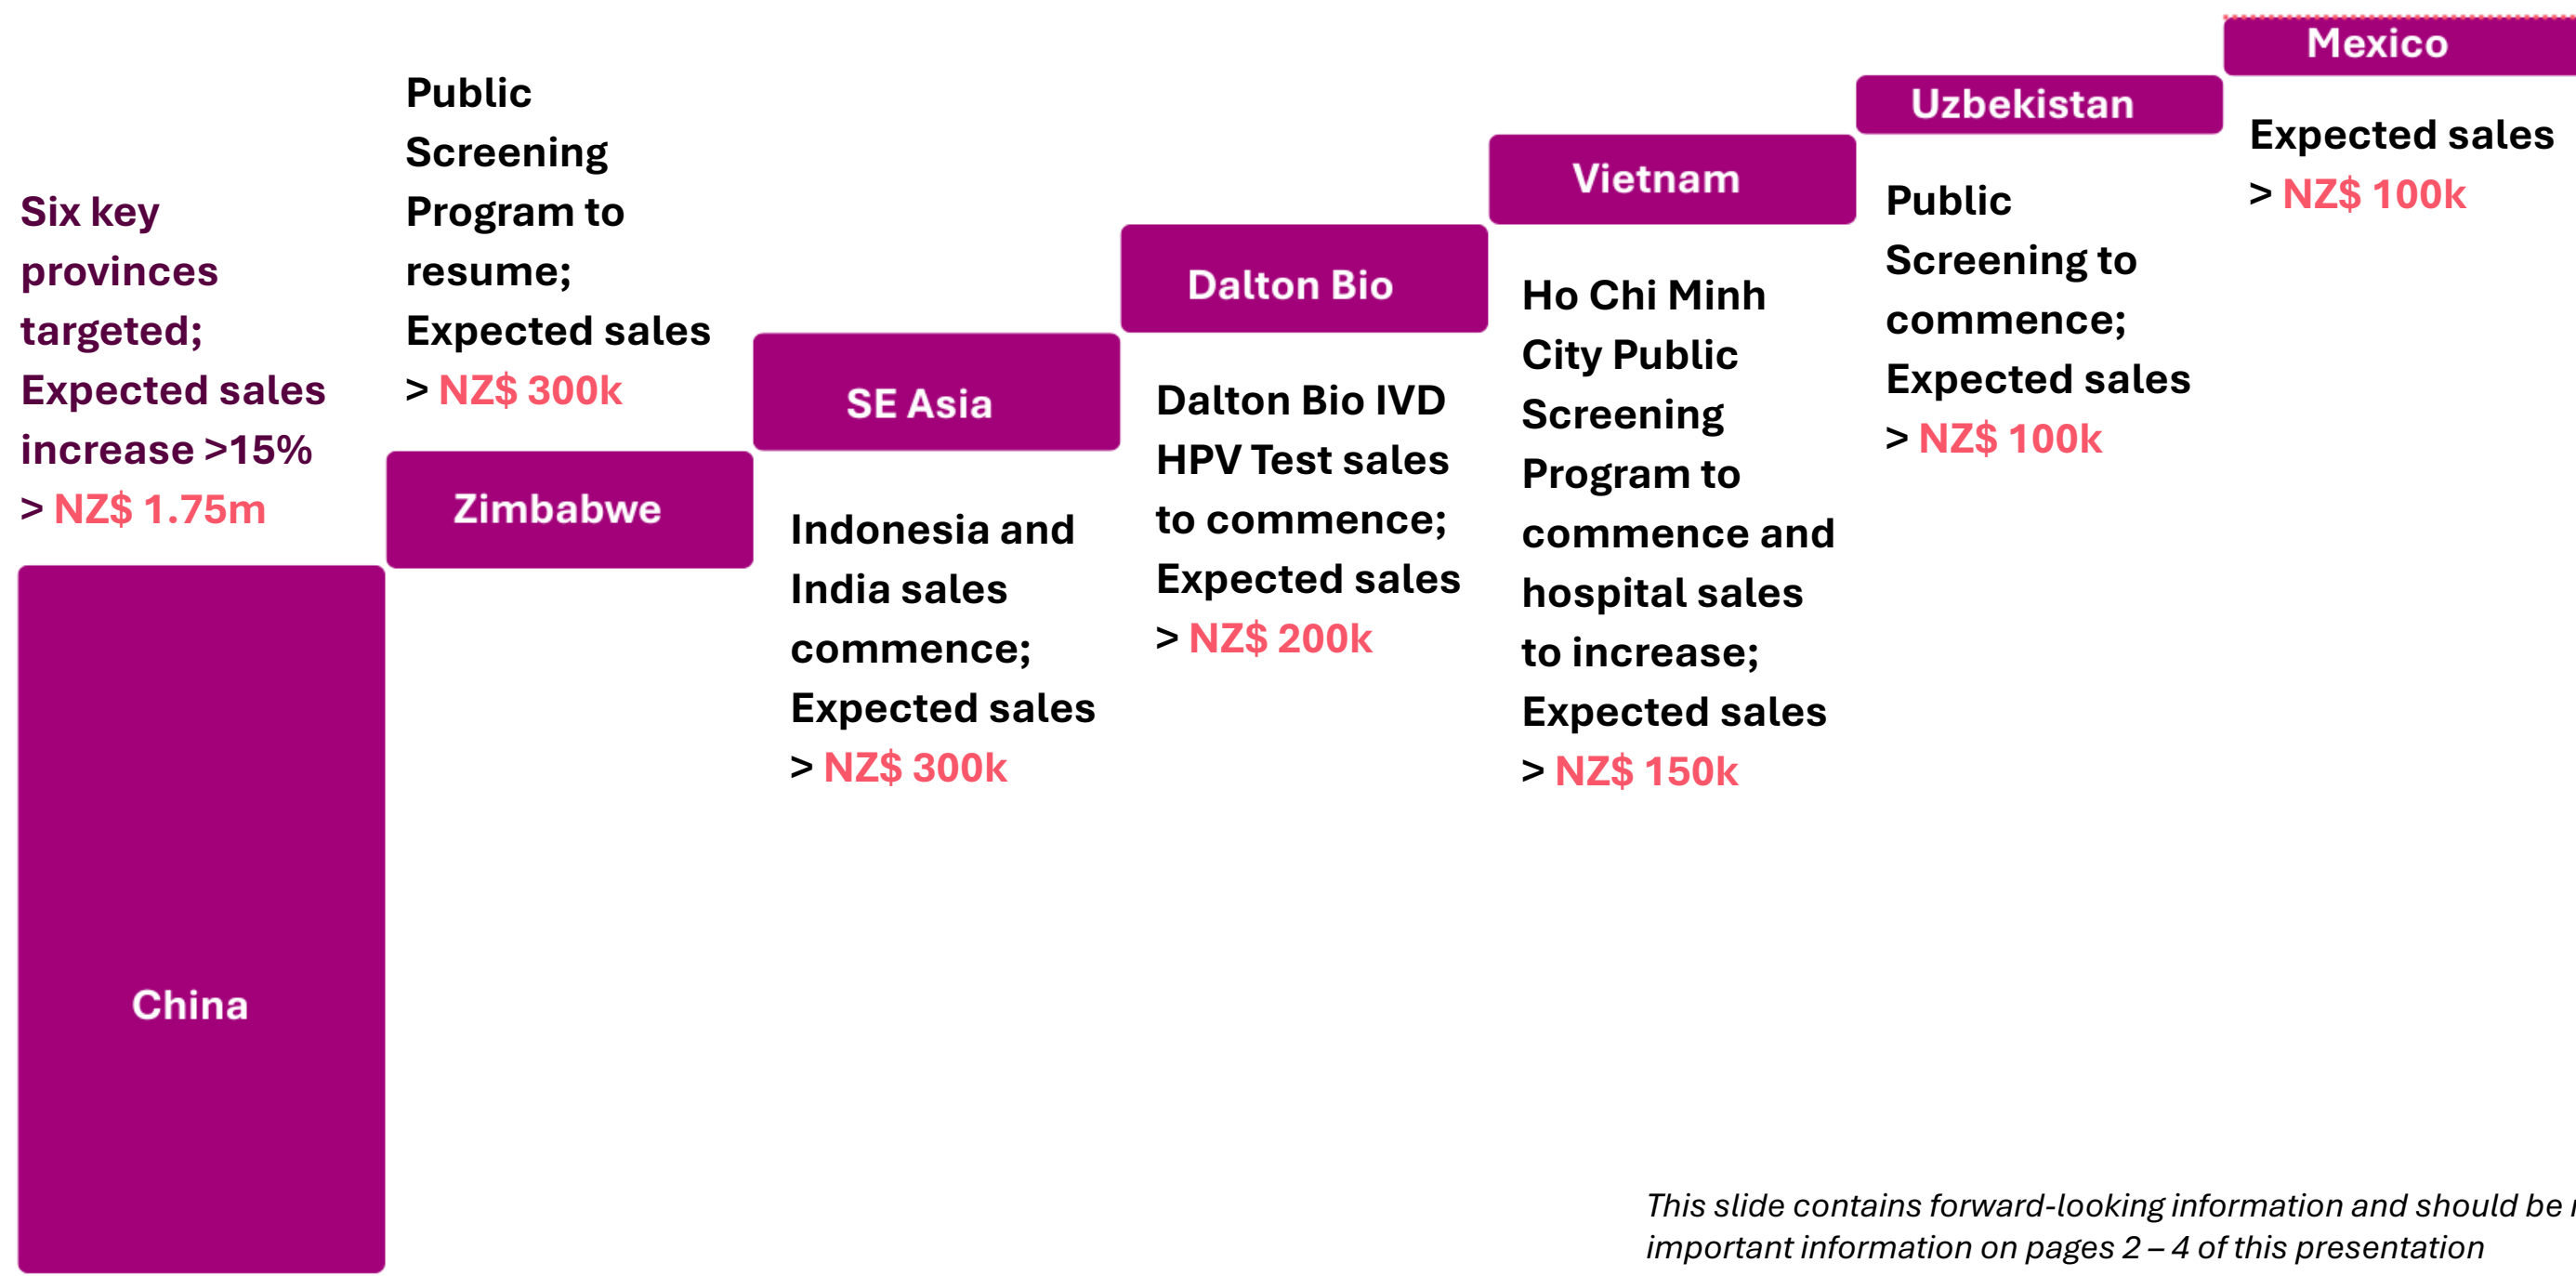 Six key
provinces
targeted;
Expected sales
increase >15%
> NZ$ 1.75m
China
Public
Screening
Program to
resume;
Expected sales
> NZ$ 300k
Zimbabwe
SE Asia
Indonesia and
India sales
commence;
Expected sales
> NZ$ 300k
Dalton Bio
Dalton Bio IVD
HPV Test sales
to commence;
Expected sales
> NZ$ 200k
Vietnam
Ho Chi Minh
City Public
Screening
Program to
commence and
hospital sales
to increase;
Expected sales
> NZ$ 150k
Uzbekistan
Public
Screening to
commence;
Expected sales
> NZ$ 100k
Mexico
Expected sales
> NZ$ 100k
This slide contains forward-looking information and should be
important information on pages 2 – 4 of this presentation